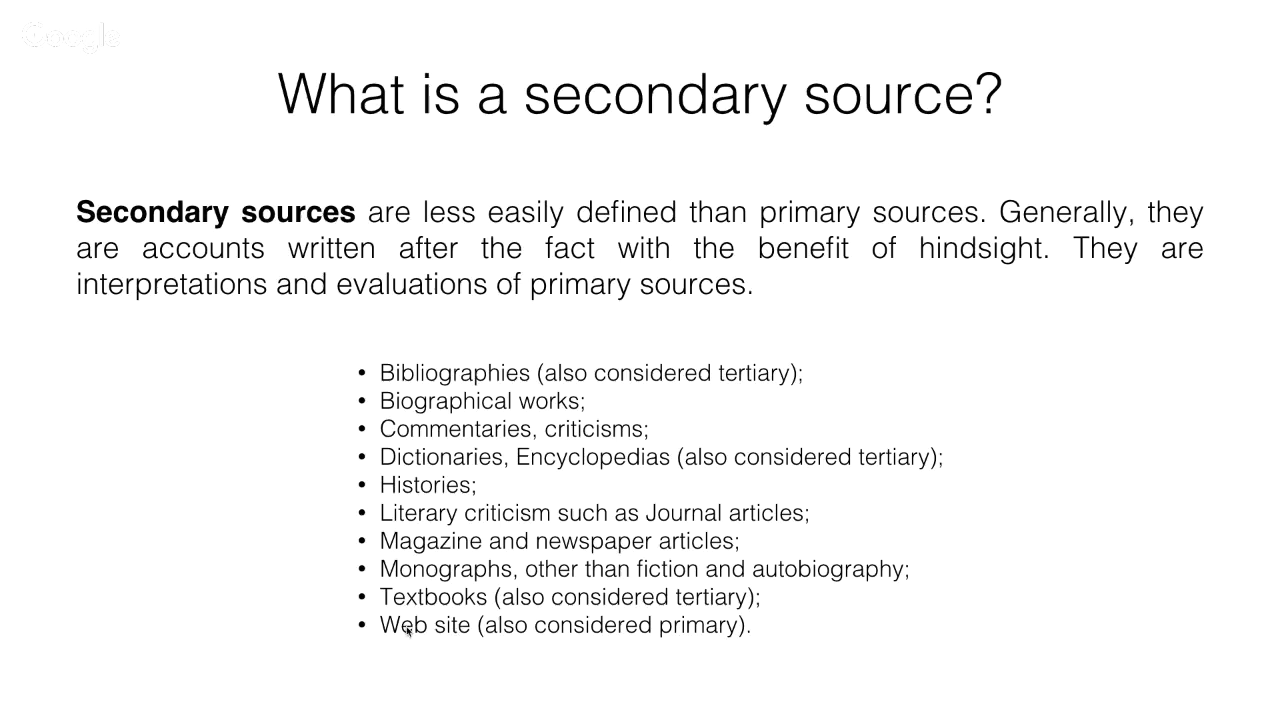 Google
What is a secondary source?
Secondary sources are less easily defined than primary sources. Generally, they
are accounts written after the fact with the benefit of hindsight. They are
interpretations and evaluations of primary sources.
• Bibliographies (also considered tertiary);
• Biographical works;
• Commentaries, criticisms;
• Dictionaries, Encyclopedias (also considered tertiary);
• Histories;
• Literary criticism such as Journal articles;
• Magazine and newspaper articles;
• Monographs, other than fiction and autobiography;
• Textbooks (also considered tertiary);
• Web site (also considered primary).